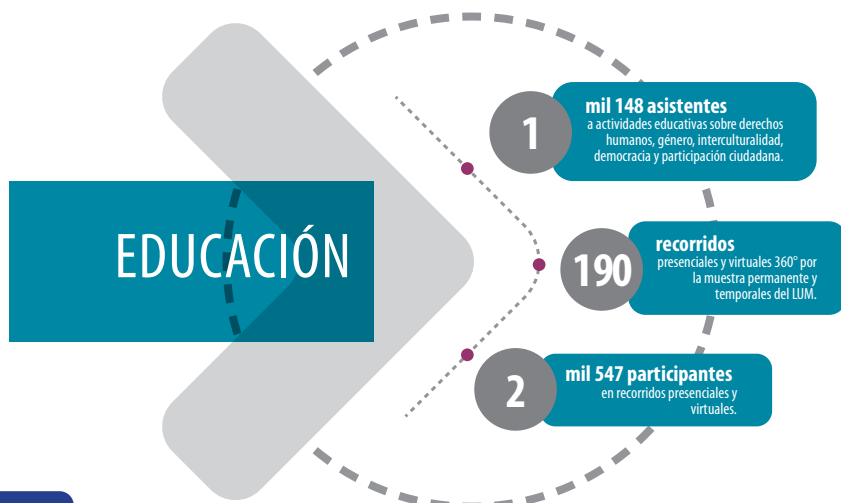 EDUCACIÓN
1
mil 148 asistentes
a actividades educativas sobre derechos
humanos, género, interculturalidad,
democracia y participación ciudadana.
190
recorridos
presenciales y virtuales 360° por
la muestra permanente y
temporales del LUM.
2
mil 547 participantes
en recorridos presenciales y
virtuales.